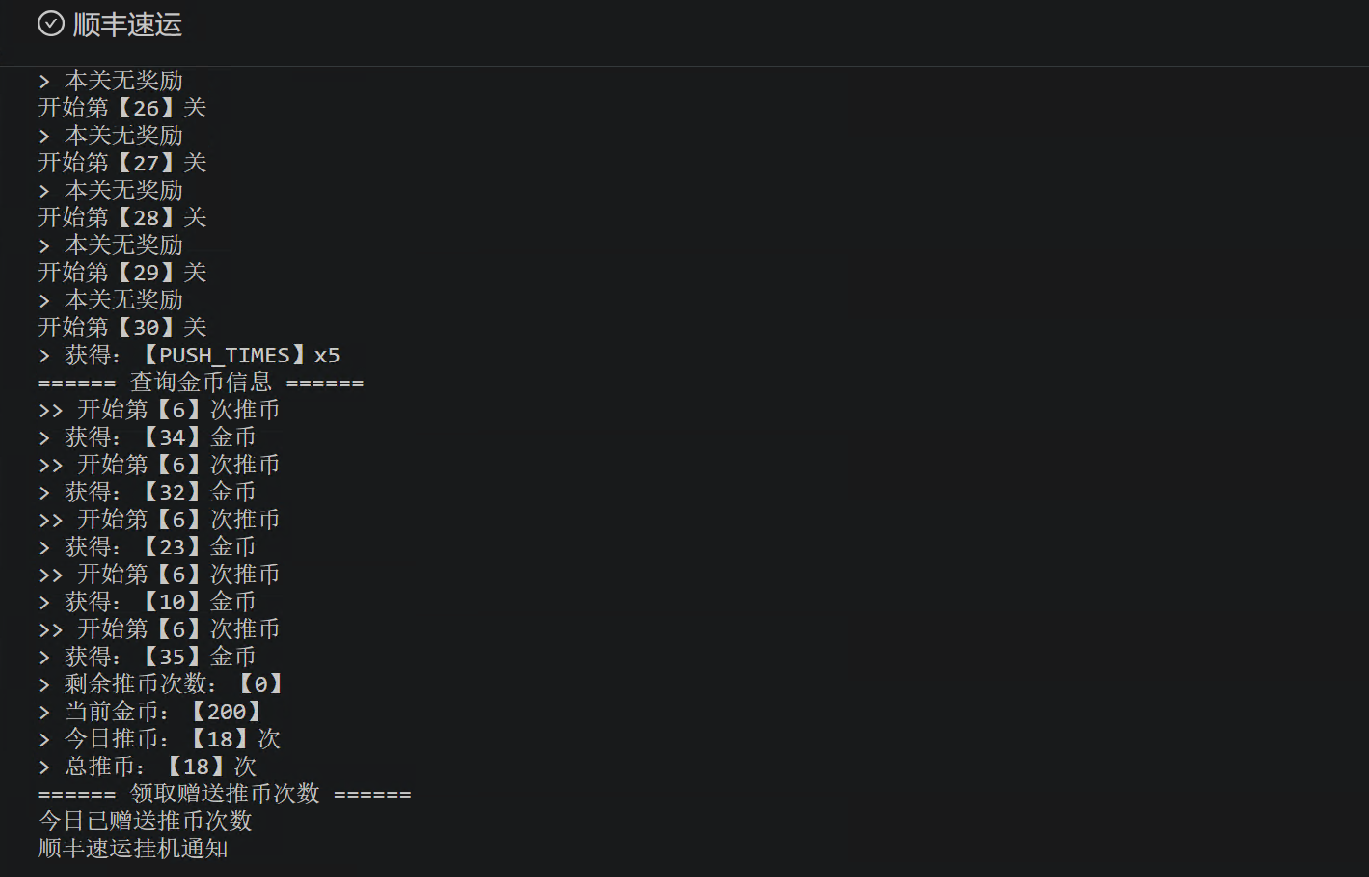 顺丰速运
> 本关无奖励
开始第【26】关
> 本关无奖励
开始第【27】关
> 本关无奖励
开始第【28】关
> 本关无奖励
开始第【29】关
> 本关无奖励
开始第【30】关
> 获得：【PUSH_TIMES】x5
====== 查询金币信息 ======
>> 开始第【6】次推币
> 获得：【34】金币
>> 开始第【6】次推币
> 获得：【32】金币
>> 开始第【6】次推币
> 获得：【23】金币
>> 开始第【6】次推币
> 获得：【10】金币
>> 开始第【6】次推币
> 获得：【35】金币
> 剩余推币次数：【0】
> 当前金币：【200】
> 今日推币：【18】次
> 总推币：【18】次
====== 领取赠送推币次数 ======
今日已赠送推币次数
顺丰速运挂机通知